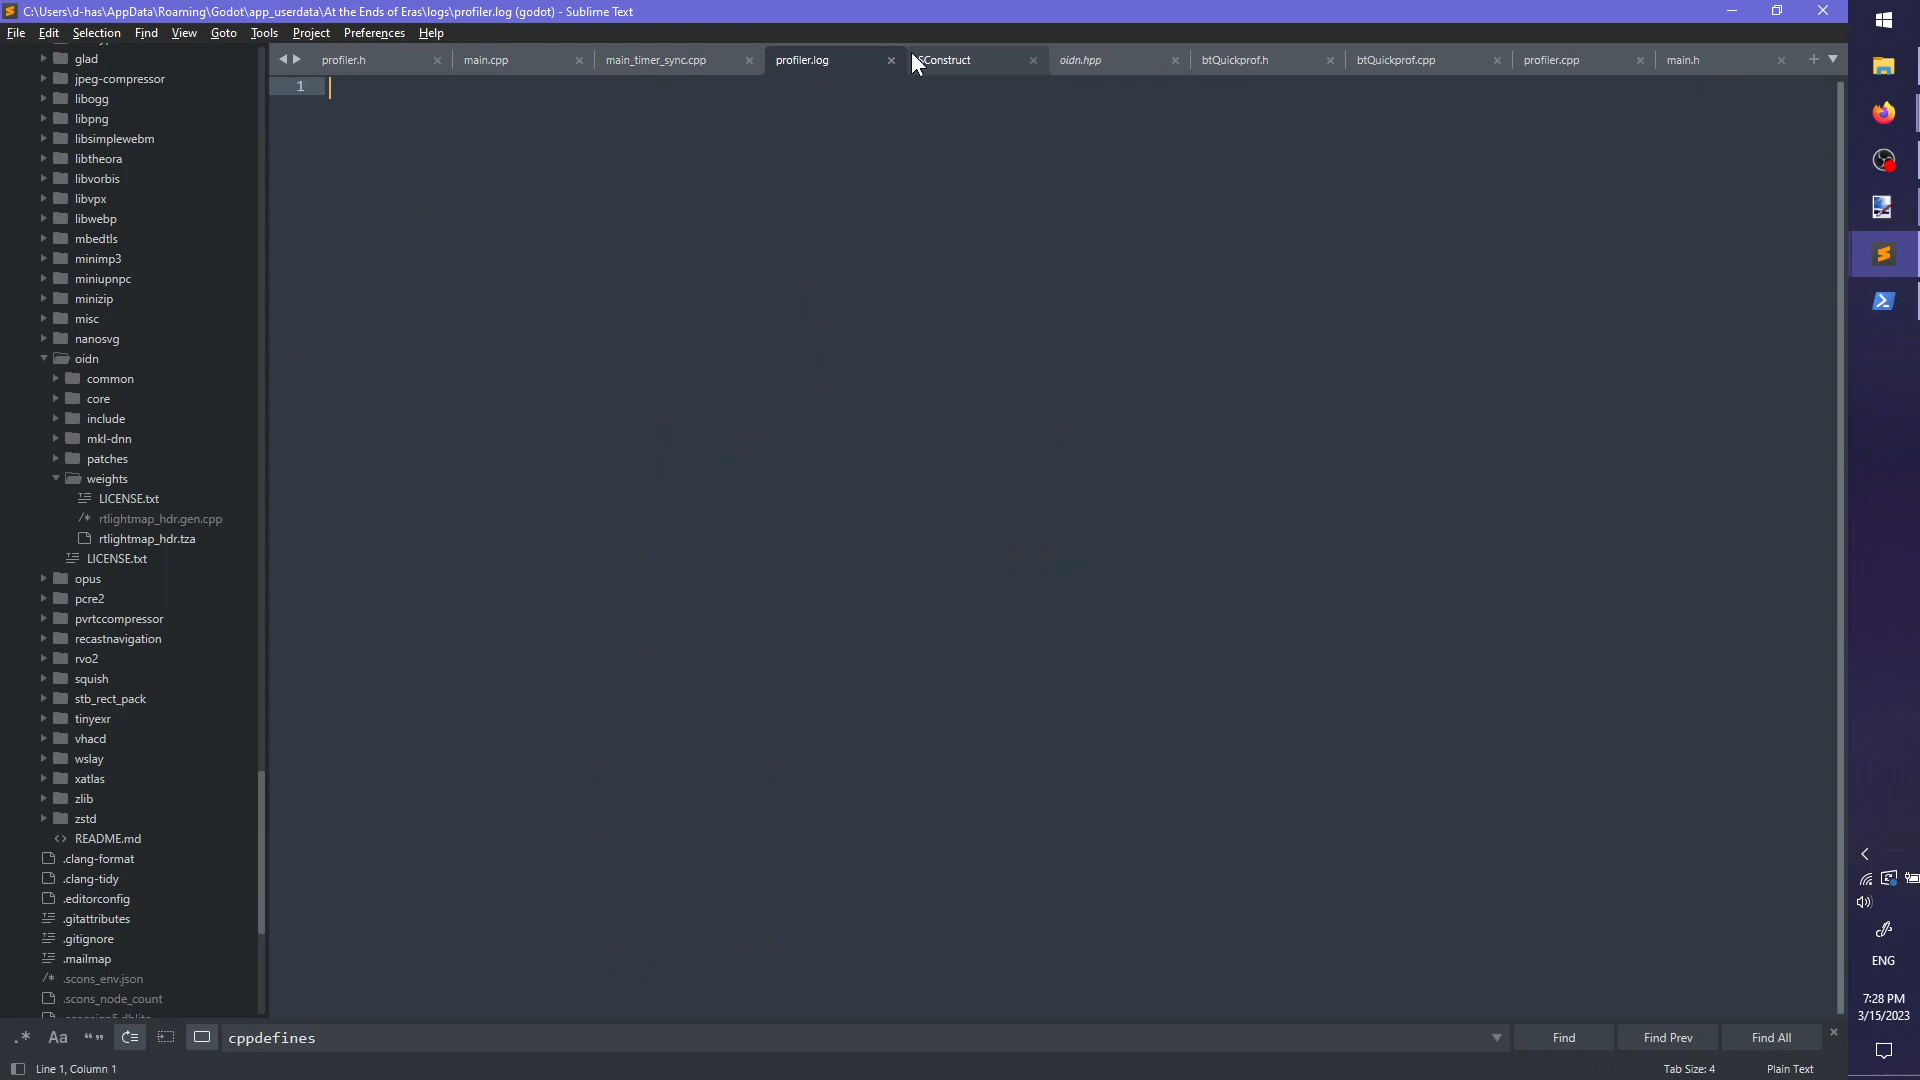 C:\Users\d-has\AppData\Roaming\Godot\app_userdata\At the Ends of Eras\logs\profiler.log (godot) - Sublime Text
File Edit Selection Find View Goto Tools Project Preferences Help
profiler.h main.cpp main_timer_sync.cpp profiler.log SConstruct oidn.hpp btQuickprof.h btQuickprof.cpp profiler.cpp main.h
1
glad
jpeg-compressor
libogg
libpng
libsimplewebm
libtheora
libvorbis
libvpx
libwebp
mbedtls
minimp3
miniupnpc
minizip
misc
nanosvg
oidn
common
core
include
mkl-dnn
patches
weights
LICENSE.txt
rtlightmap_hdr.gen.cpp
rtlightmap_hdr.tza
LICENSE.txt
opus
pcre2
pvrtccompressor
recastnavigation
rvo2
squish
stb_rect_pack
tinyexr
vhacd
wslay
xatlas
zlib
zstd
README.md
.clang-format
.clang-tidy
.editorconfig
.gitattributes
.gitignore
.mailmap
.scons_env.json
.scons_node_count
cppdefines
Find Find Prev Find All
Line 1, Column 1
Tab Size: 4 Plain Text
ENG
7:28 PM
3/15/2023